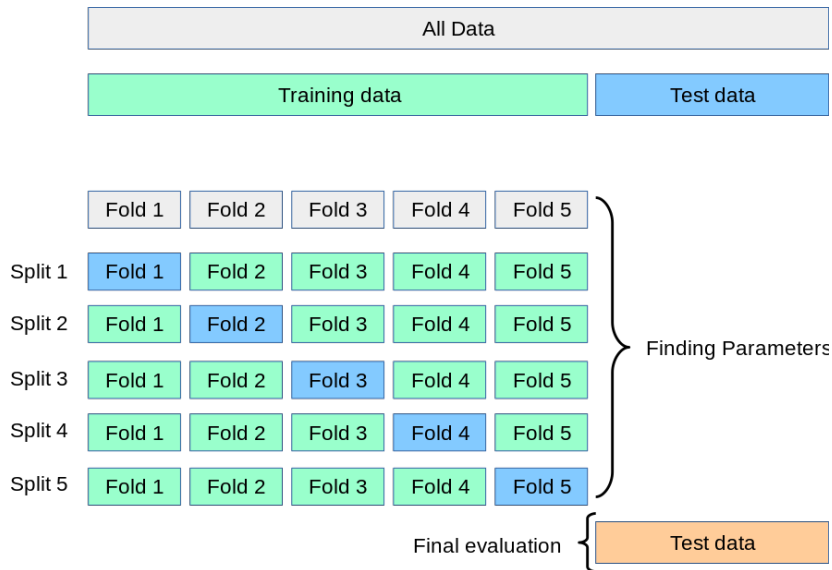 All Data
Training data Test data
Fold 1 Fold 2 Fold 3 Fold 4 Fold 5
Split 1 Fold 1 Fold 2 Fold 3 Fold 4 Fold 5
Split 2 Fold 1 Fold 2 Fold 3 Fold 4 Fold 5
Finding Parameters
Split 3 Fold 1 Fold 2 Fold 3 Fold 4 Fold 5
Split 4 Fold 1 Fold 2 Fold 3 Fold 4 Fold 5
Split 5 Fold 1 Fold 2 Fold 3 Fold 4 Fold 5
Final evaluation Test data